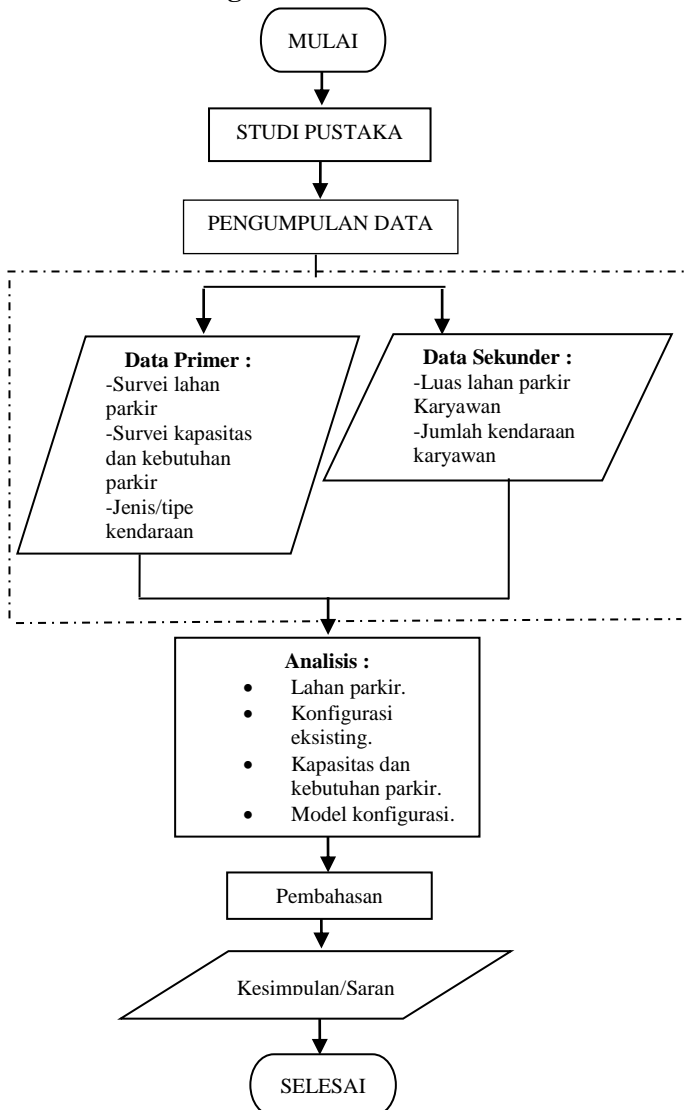 MULAI
STUDI PUSTAKA
PENGUMPULAN DATA
Data Primer :
-Survei lahan
parkir
-Survei kapasitas
dan kebutuhan
parkir
-Jenis/tipe
kendaraan
Data Sekunder :
-Luas lahan parkir
Karyawan
-Jumlah kendaraan
karyawan
Analisis :
• Lahan parkir.
• Konfigurasi
eksisting.
• Kapasitas dan
kebutuhan parkir.
• Model konfigurasi.
Pembahasan
Kesimpulan/Saran
SELESAI